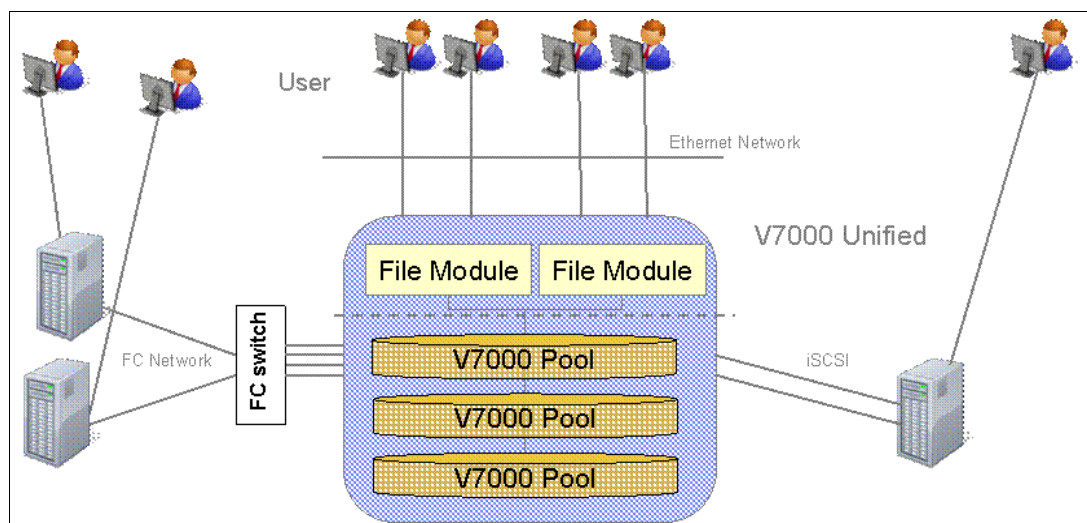 User
Ethernet Network
V7000 Unified
File Module
File Module
FC Network
FC switch
V7000 Pool
iSCSI
V7000 Pool
V7000 Pool